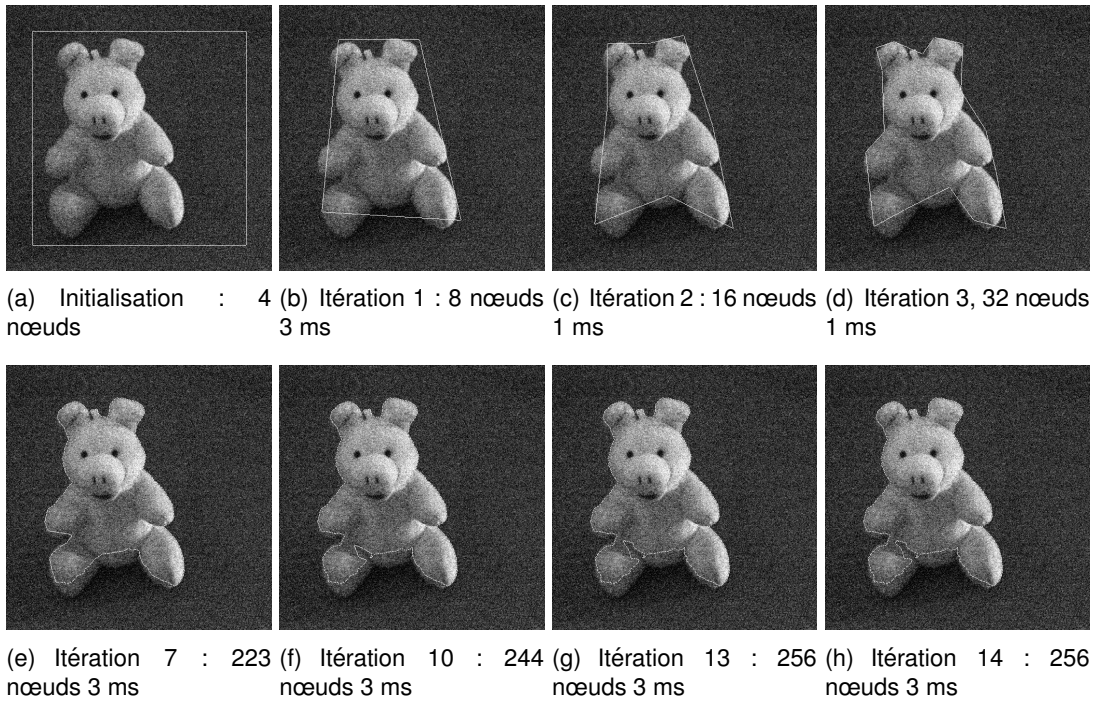 (a) Initialisation : 4
nœuds
(b) Itération 1 : 8 nœuds
3 ms
(c) Itération 2 : 16 nœuds
1 ms
(d) Itération 3, 32 nœuds
1 ms
(e) Itération 7 : 223
nœuds 3 ms
(f) Itération 10 : 244
nœuds 3 ms
(g) Itération 13 : 256
nœuds 3 ms
(h) Itération 14 : 256
nœuds 3 ms